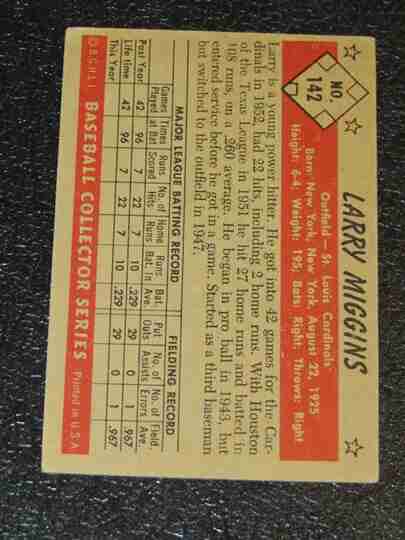 NO.
142
LARRY MIGGINS
Outfield — St. Louis Cardinals
Born: New York, New York, August 22, 1925
Height: 6-4; Weight: 195; Bats: Right; Throws: Right
Larry is a young power hitter. He got into 42 games for the Car-
dinals in 1952, had 22 hits, including 2 home runs. With Houston
of the Texas League in 1951 he hit 27 home runs and batted in
108 runs, on a .260 average. He began in pro ball in 1943, but
entered service before he got in a game. Started as a third baseman
but switched to the outfield in 1947.
MAJOR LEAGUE BATTING RECORD FIELDING RECORD
Games Times Runs No. of Home Runs Bat. Put No. of No. of Field.
Played at Bat Scored Hits Runs Bat. In Ave. Outs Assists Errors Ave.
Past Year 42 96 7 22 2 10 .229 29 0 1 .967
Life time 42 96 7 22 2 10 .229 29 0 1 .967
This Year
BASEBALL COLLECTOR SERIES Printed in U.S.A.